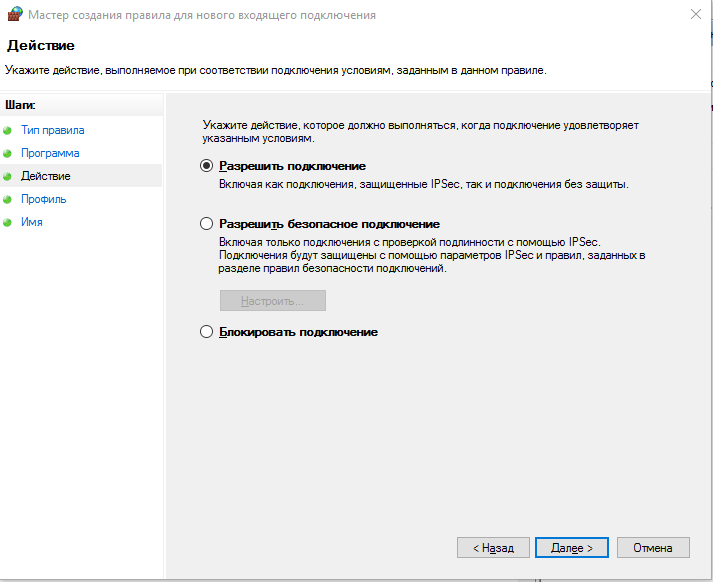 Мастер создания правила для нового входящего подключения
Действие
Укажите действие, выполняемое при соответствии подключения условиям, заданным в данном правиле.
Шаги:
Тип правила
Программа
Действие
Профиль
Имя
Укажите действие, которое должно выполняться, когда подключение удовлетворяет
указанным условиям.
Разрешить подключение
Включая как подключения, защищенные IPSec, так и подключения без защиты.
Разрешить безопасное подключение
Включая только подключения с проверкой подлинности с помощью IPSec.
Подключения будут защищены с помощью параметров IPSec и правил, заданных в
разделе правил безопасности подключений.
Настроить...
Блокировать подключение
< Назад
Далее >
Отмена